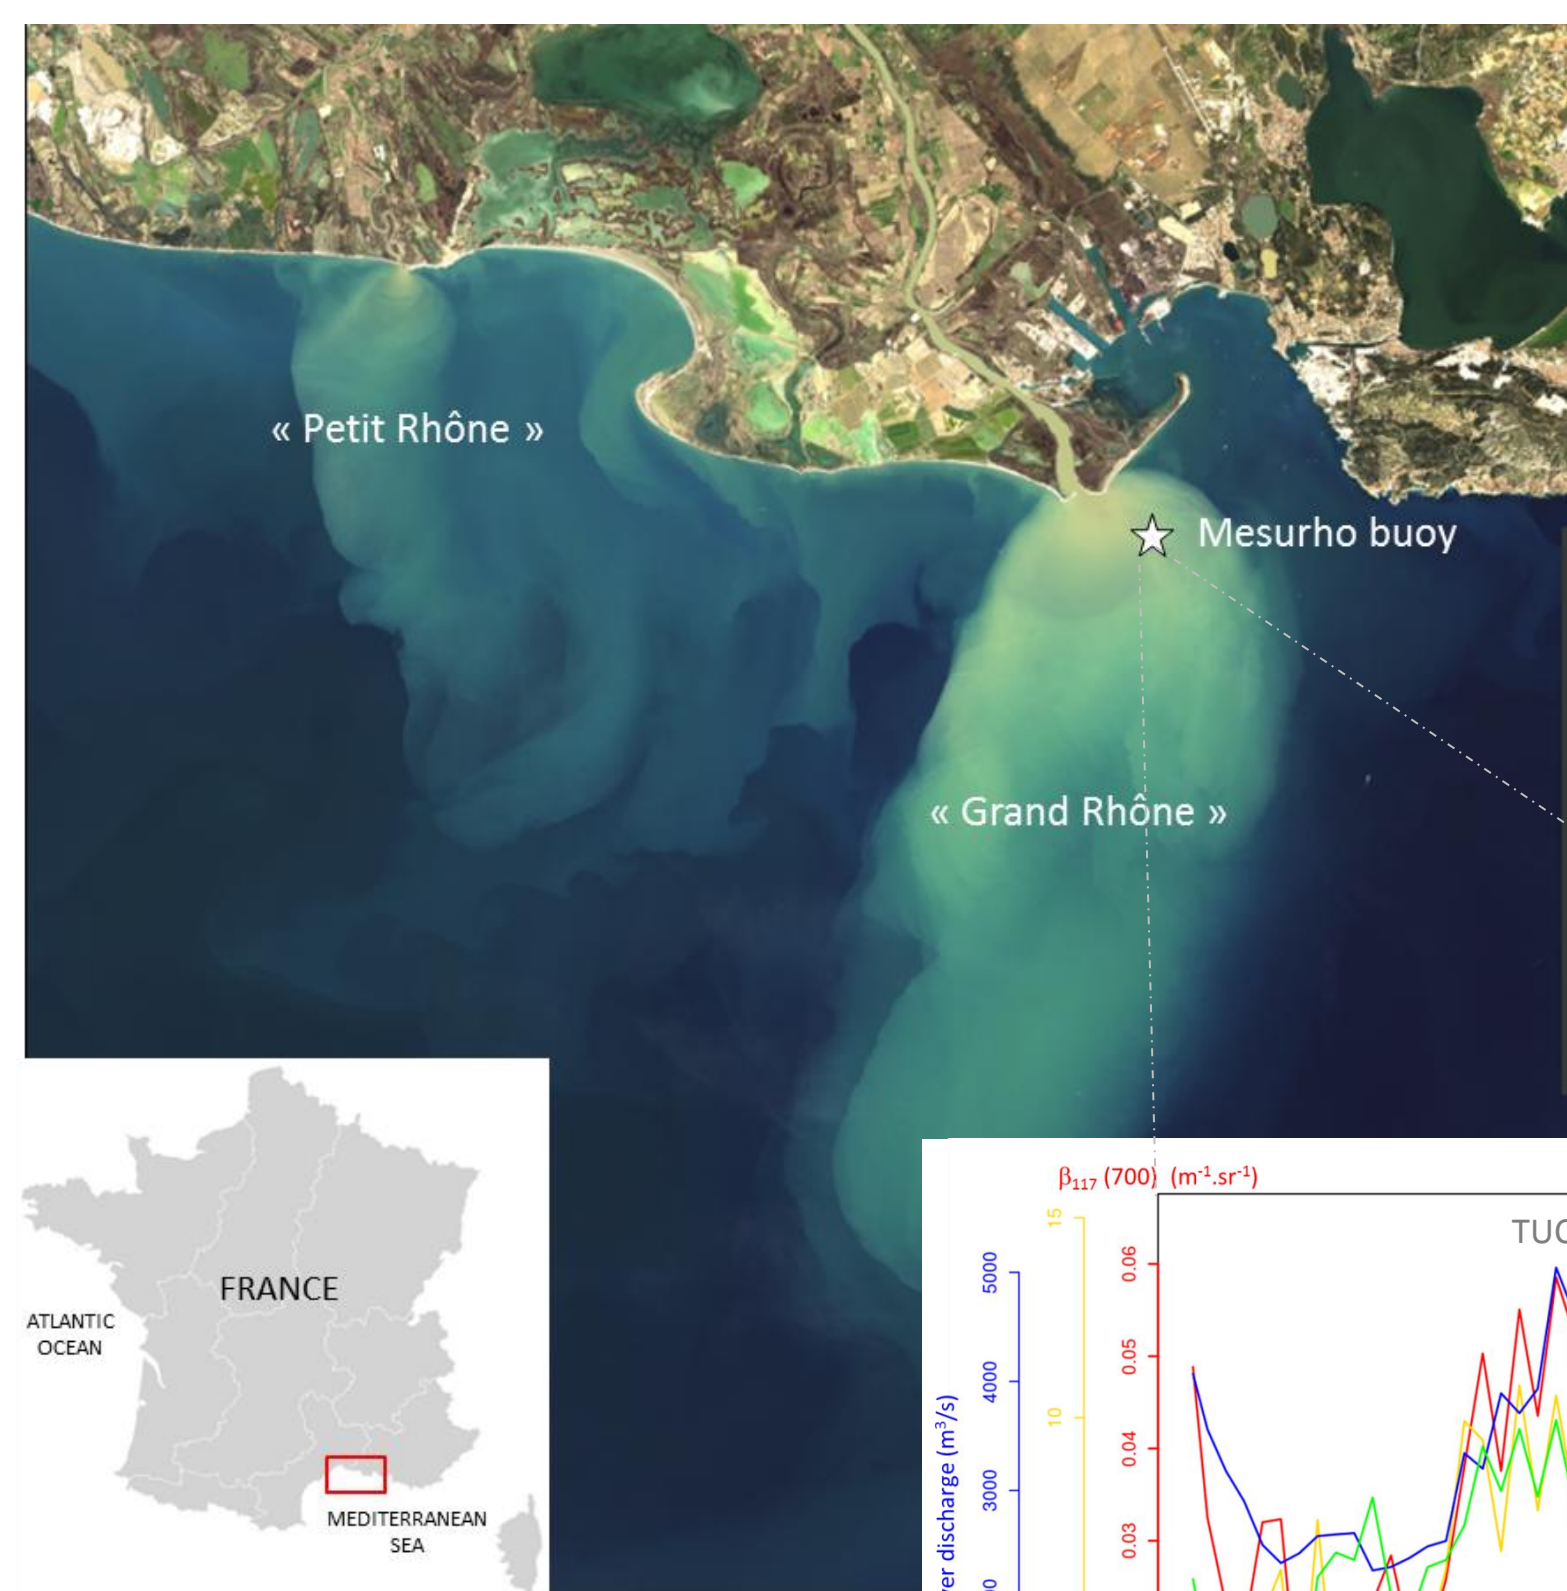 « Petit Rhône »
Mesurho buoy
« Grand Rhône »
FRANCE
ATLANTIC
OCEAN
MEDITERRANEAN
SEA
β117 (700) (m-1.sr-1)
15
10
5000
4000
3000
0.06
0.05
0.04
0.03
discharge (m3/s)